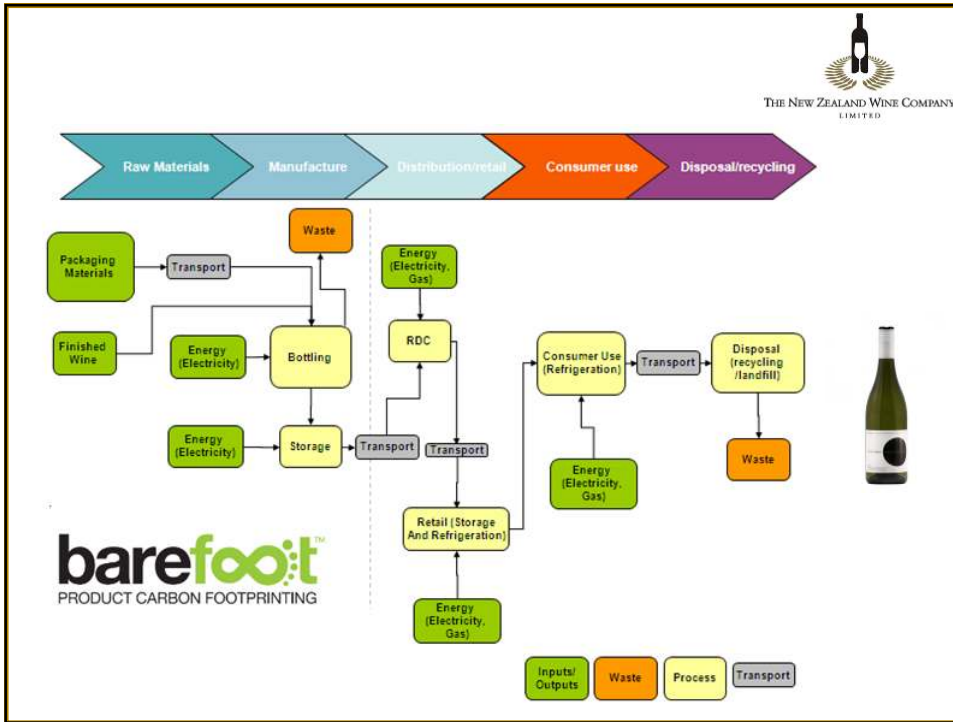 THE NEW ZEALAND WINE COMPANY
LIMITED
Raw Materials
Manufacture
Distribution/retail
Consumer use
Disposal/recycling
Waste
Packaging
Materials
Transport
Energy
(Electricity,
Gas)
Finished
Wine
Energy
(Electricity)
Bottling
RDC
Consumer Use
(Refrigeration)
Transport
Disposal
(recycling
/landfill)
Energy
(Electricity)
Storage
Transport
Transport
Energy
(Electricity,
Gas)
Waste
Retail (Storage
And Refrigeration)
barefoot™
PRODUCT CARBON FOOTPRINTING
Energy
(Electricity,
Gas)
Inputs/
Outputs
Waste
Process
Transport